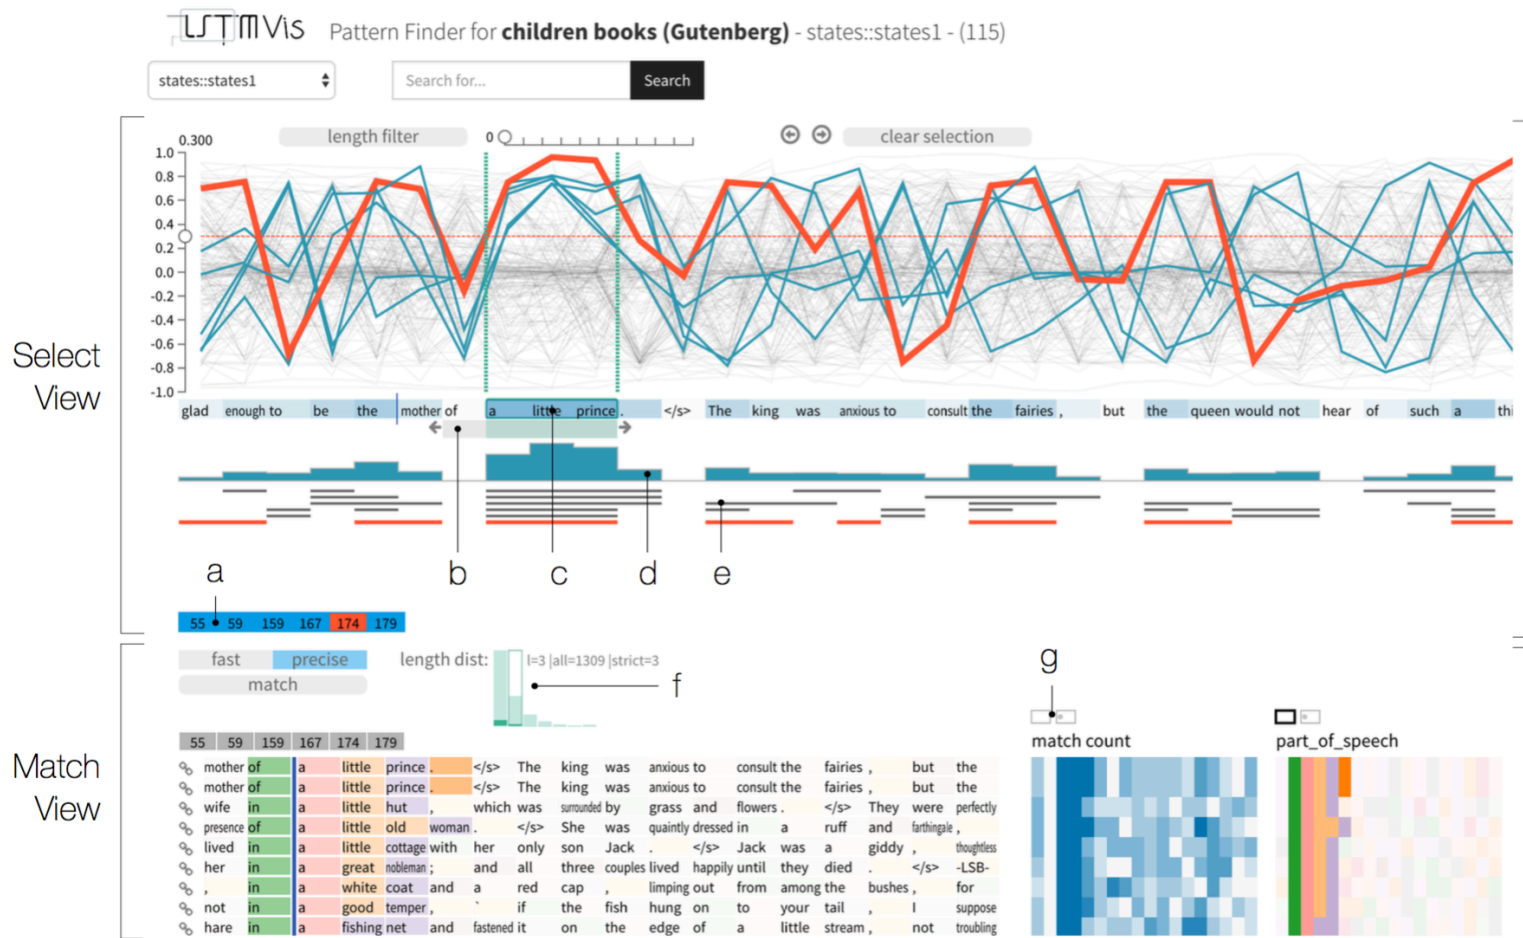 LSTMVis Pattern Finder for children books (Gutenberg) - states::states1 - (115)
states::states1 Search for... Search
0.300 length filter 0 clear selection
1.0
0.8
0.6
0.4
0.2
0.0
-0.2
-0.4
-0.6
-0.8
-1.0
Select
View
glad enough to be the mother of a little prince . </s> The king was anxious to consult the fairies , but the queen would not hear of such a thi
a b c d e
55 59 159 167 174 179
fast precise length dist: l=3 |all=1309 |strict=3
match f g
Match
View
55 59 159 167 174 179 match count part_of_speech
mother of a little prince . </s> The king was anxious to consult the fairies , but the
mother of a little prince . </s> The king was anxious to consult the fairies , but the
wife in a little hut , which was surrounded by grass and flowers . </s> They were perfectly
presence of a little old woman . </s> She was quaintly dressed in a ruff and farthingale ,
lived in a little cottage with her only son Jack . </s> Jack was a giddy , thoughtless
her in a great nobleman ; and all three couples lived happily until they died . </s> -LSB-
, in a white coat and a red cap , limping out from among the bushes , for
not in a good temper , ` if the fish hung on to your tail , I suppose
hare in a fishing net and fastened it on the edge of a little stream , not troubling